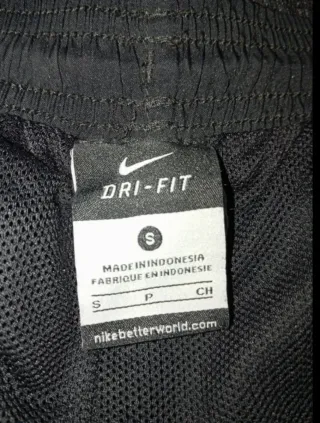 DRI-FIT
S
MADE IN INDONESIA
FABRIQUE EN INDONESIE
S P CH
nikebetterworld.com